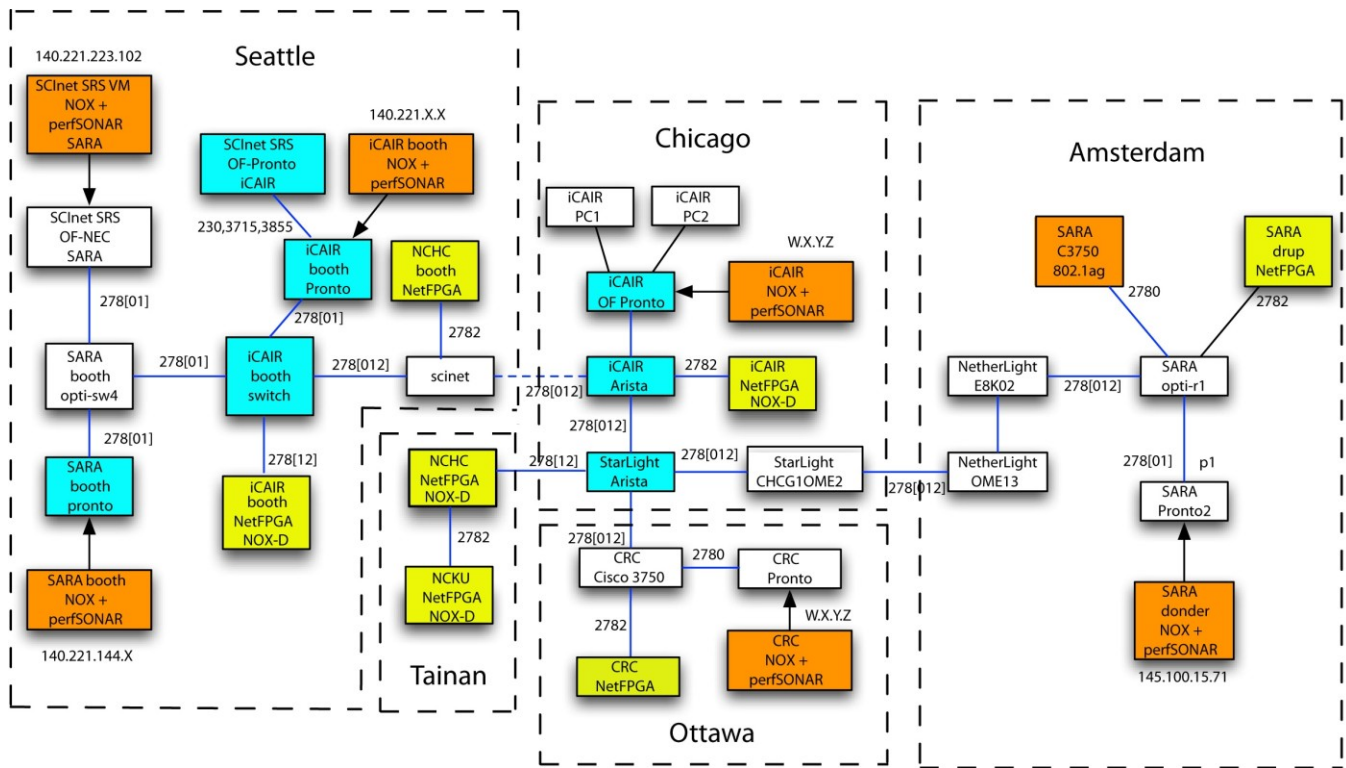 Seattle
140.221.223.102
SCInet SRS VM
NOX +
perfSONAR
SARA
SCInet SRS
OF-NEC
SARA
278[01]
SARA
booth
opti-sw4
278[01]
SARA
booth
pronto
SARA booth
NOX +
perfSONAR
140.221.144.X
SCInet SRS
OF-Pronto
iCAIR
230,3715,3855
140.221.X.X
iCAIR booth
NOX +
perfSONAR
iCAIR
booth
Pronto
278[01]
278[01]
iCAIR
booth
switch
278[12]
iCAIR
booth
NetFPGA
NOX-D
278[012]
NCHC
booth
NetFPGA
2782
scinet
278[012]
Tainan
NCHC
NetFPGA
NOX-D
2782
NCKU
NetFPGA
NOX-D
278[12]
Chicago
iCAIR
PC1
iCAIR
PC2
iCAIR
OF Pronto
W.X.Y.Z
iCAIR
NOX +
perfSONAR
iCAIR
Arista
2782
iCAIR
NetFPGA
NOX-D
278[012]
StarLight
Arista
278[012]
StarLight
CHCG1OME2
278[012]
278[012]
Ottawa
CRC
Cisco 3750
2780
CRC
Pronto
W.X.Y.Z
CRC
NOX +
perfSONAR
2782
CRC
NetFPGA
Amsterdam
SARA
C3750
802.1ag
2780
SARA
drup
NetFPGA
2782
NetherLight
E8K02
278[012]
SARA
opti-r1
NetherLight
OME13
278[01]
p1
SARA
Pronto2
SARA
donder
NOX +
perfSONAR
145.100.15.71